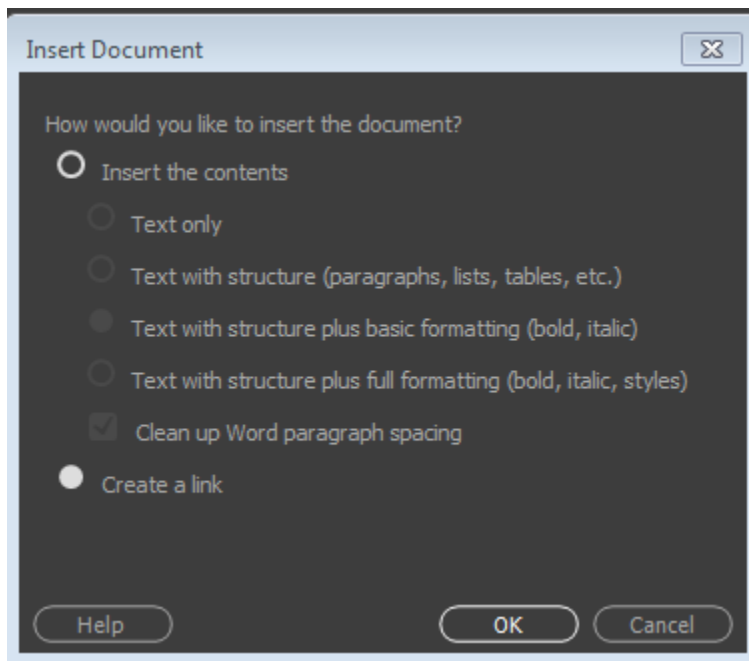 Insert Document
How would you like to insert the document?
Insert the contents
Text only
Text with structure (paragraphs, lists, tables, etc.)
Text with structure plus basic formatting (bold, italic)
Text with structure plus full formatting (bold, italic, styles)
Clean up Word paragraph spacing
Create a link
Help OK Cancel